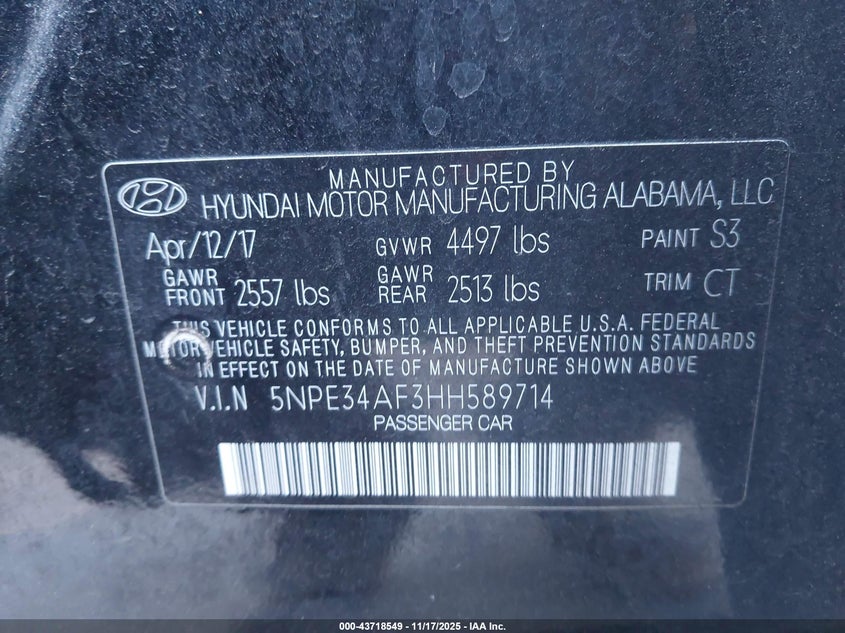 MANUFACTURED BY
HYUNDAI MOTOR MANUFACTURING ALABAMA, LLC
Apr/12/17 GVWR 4497 lbs PAINT S3
GAWR FRONT 2557 lbs GAWR REAR 2513 lbs TRIM CT
THIS VEHICLE CONFORMS TO ALL APPLICABLE U.S.A. FEDERAL
MOTOR VEHICLE SAFETY, BUMPER, AND THEFT PREVENTION STANDARDS
IN EFFECT ON THE DATE OF MANUFACTURE SHOWN ABOVE
V.I.N 5NPE34AF3HH589714
PASSENGER CAR
000-43718549 - 11/17/2025 - IAA Inc.